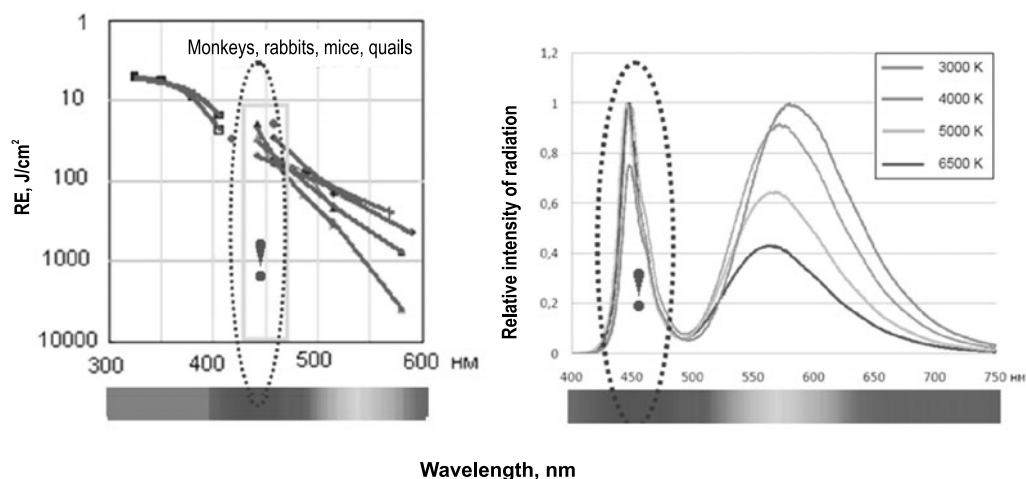 Monkeys, rabbits, mice, quails
RE, J/cm²
1
10
100
1000
10000
300 400 500 600 нм
Relative intensity of radiation
1,2
1
0,8
0,6
0,4
0,2
0
400 450 500 550 600 650 700 750 нм
3000 K
4000 K
5000 K
6500 K
Wavelength, nm